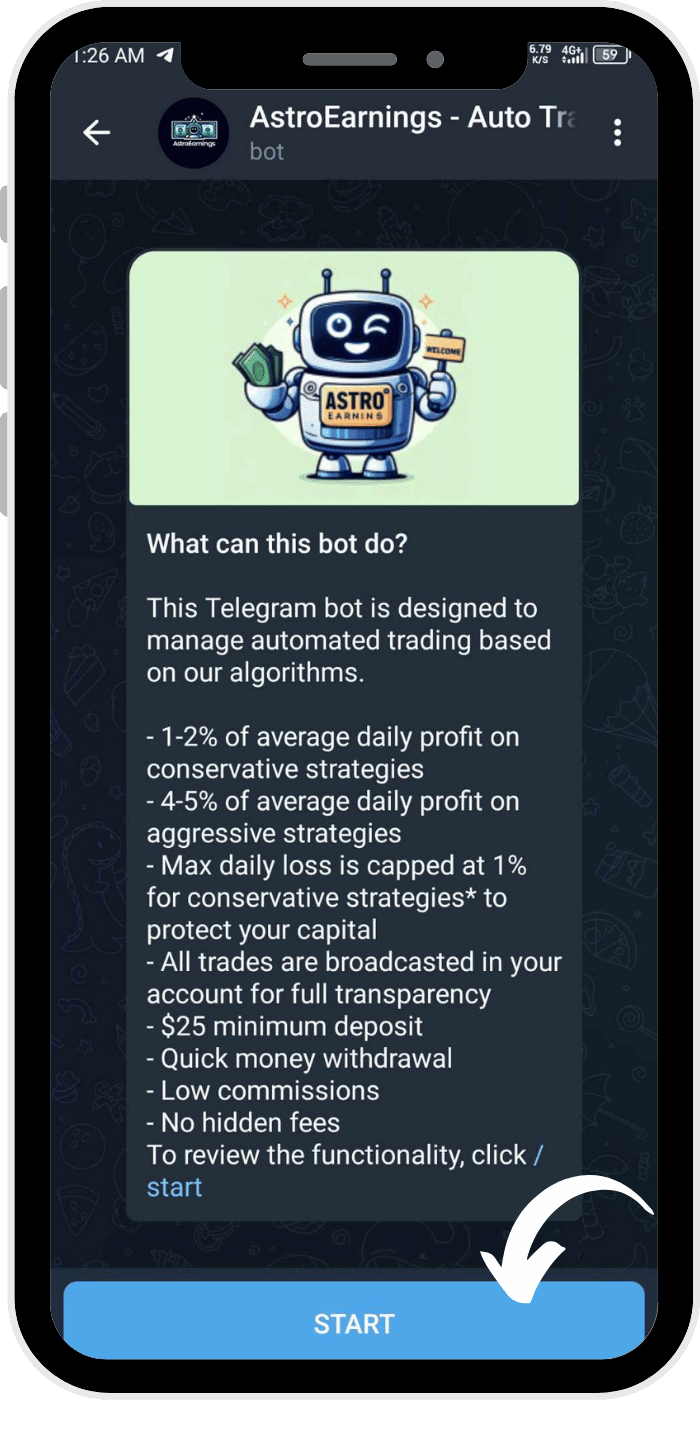 1:26 AM
6.79
K/S
4G+
59
AstroEarnings - Auto Tra
bot
AstroEarnings
WELCOME
ASTRO
EARNINS
What can this bot do?
This Telegram bot is designed to
manage automated trading based
on our algorithms.
- 1-2% of average daily profit on
conservative strategies
- 4-5% of average daily profit on
aggressive strategies
- Max daily loss is capped at 1%
for conservative strategies* to
protect your capital
- All trades are broadcasted in your
account for full transparency
- $25 minimum deposit
- Quick money withdrawal
- Low commissions
- No hidden fees
To review the functionality, click /
start
START